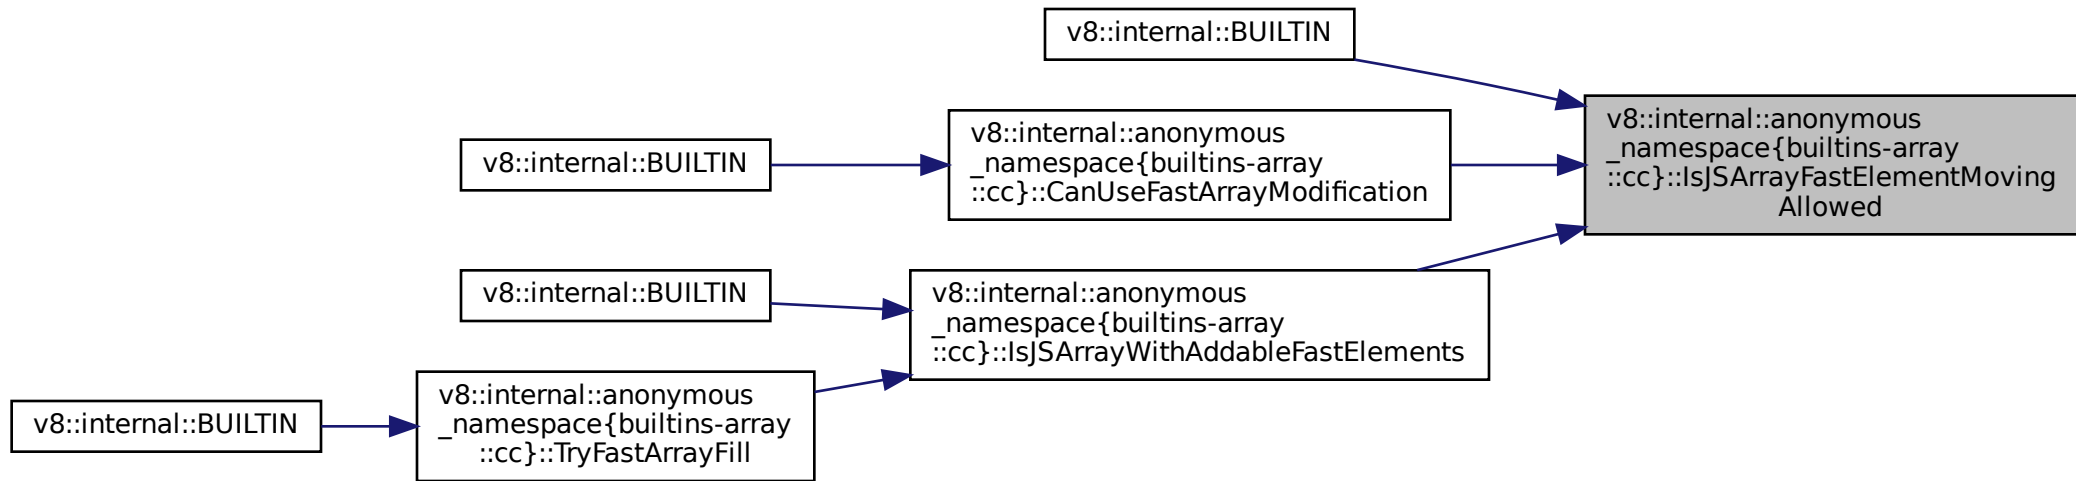 v8::internal::BUILTIN
v8::internal::anonymous
_namespace{builtins-array
::cc}::IsJSArrayFastElementMoving
Allowed
v8::internal::anonymous
_namespace{builtins-array
::cc}::CanUseFastArrayModification
v8::internal::BUILTIN
v8::internal::anonymous
_namespace{builtins-array
::cc}::IsJSArrayWithAddableFastElements
v8::internal::BUILTIN
v8::internal::anonymous
_namespace{builtins-array
::cc}::TryFastArrayFill
v8::internal::BUILTIN